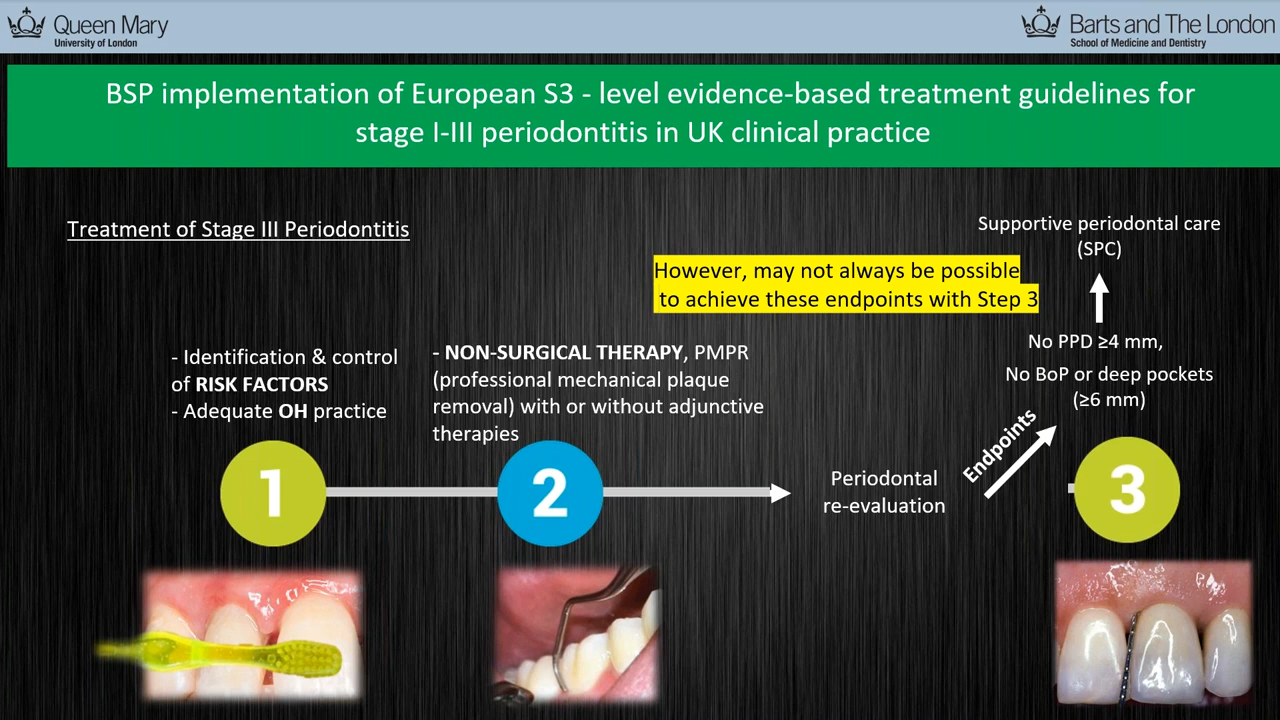 Queen Mary
University of London
Barts and The London
School of Medicine and Dentistry
BSP implementation of European S3 - level evidence-based treatment guidelines for
stage I-III periodontitis in UK clinical practice
Treatment of Stage III Periodontitis
Supportive periodontal care
(SPC)
However, may not always be possible
to achieve these endpoints with Step 3
No PPD ≥4 mm,
No BoP or deep pockets
(≥6 mm)
- Identification & control
of RISK FACTORS
- Adequate OH practice
- NON-SURGICAL THERAPY, PMPR
(professional mechanical plaque
removal) with or without adjunctive
therapies
1
2
Periodontal
re-evaluation
Endpoints
3